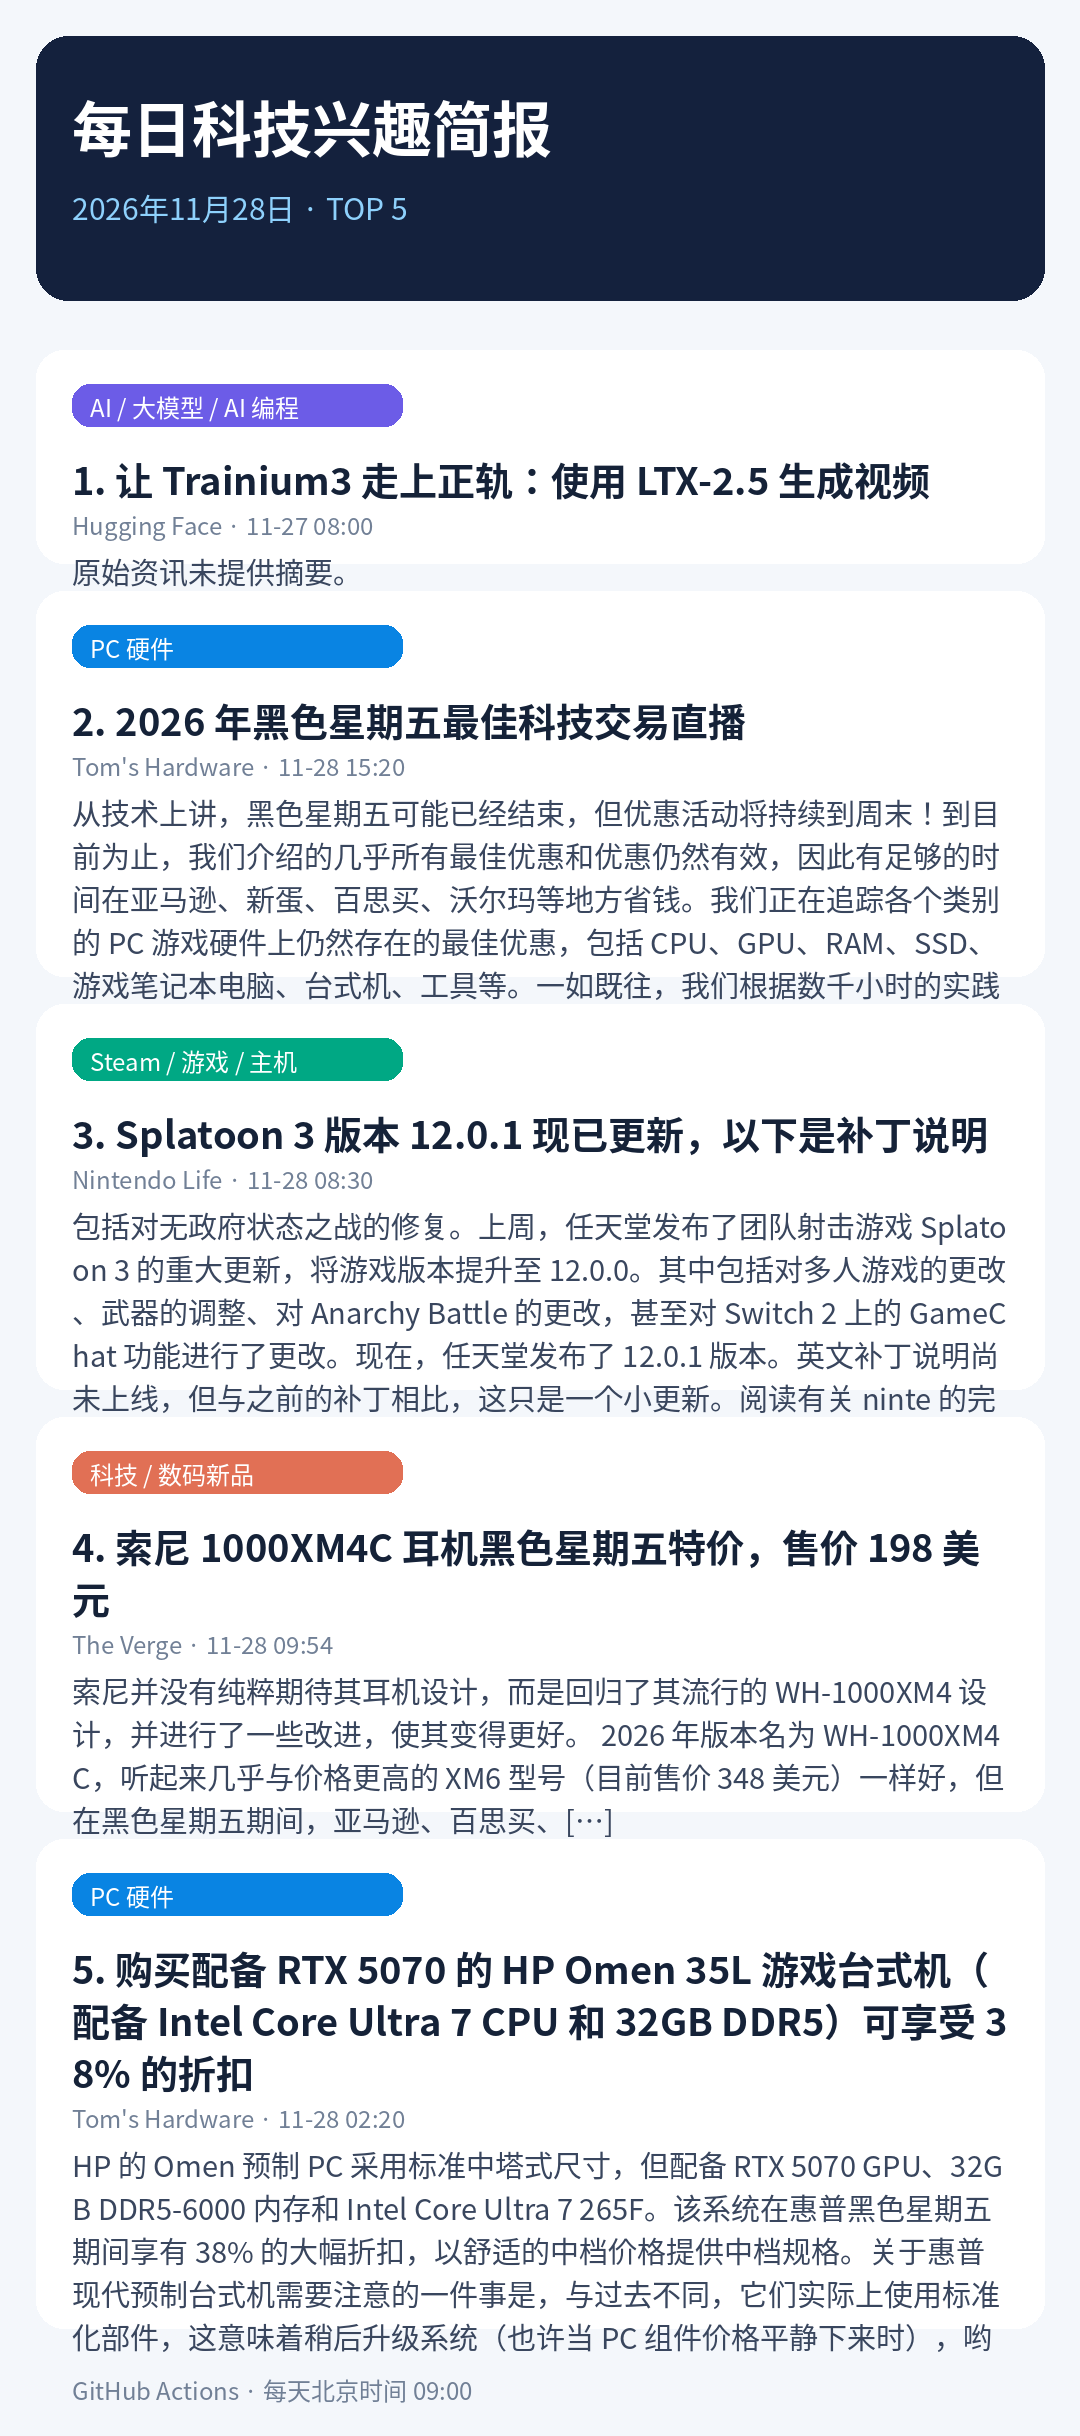 每日科技兴趣简报
2026年11月28日 · TOP 5
AI / 大模型 / AI 编程
1. 让 Trainium3 走上正轨：使用 LTX-2.5 生成视频
Hugging Face · 11-27 08:00
原始资讯未提供摘要。
PC 硬件
2. 2026 年黑色星期五最佳科技交易直播
Tom's Hardware · 11-28 15:20
从技术上讲，黑色星期五可能已经结束，但优惠活动将持续到周末！到目
前为止，我们介绍的几乎所有最佳优惠和优惠仍然有效，因此有足够的时
间在亚马逊、新蛋、百思买、沃尔玛等地方省钱。我们正在追踪各个类别
的 PC 游戏硬件上仍然存在的最佳优惠，包括 CPU、GPU、RAM、SSD、
游戏笔记本电脑、台式机、工具等。一如既往，我们根据数千小时的实践
Steam / 游戏 / 主机
3. Splatoon 3 版本 12.0.1 现已更新，以下是补丁说明
Nintendo Life · 11-28 08:30
包括对无政府状态之战的修复。上周，任天堂发布了团队射击游戏 Splato
on 3 的重大更新，将游戏版本提升至 12.0.0。其中包括对多人游戏的更改
、武器的调整、对 Anarchy Battle 的更改，甚至对 Switch 2 上的 GameC
hat 功能进行了更改。现在，任天堂发布了 12.0.1 版本。英文补丁说明尚
未上线，但与之前的补丁相比，这只是一个小更新。阅读有关 ninte 的完
科技 / 数码新品
4. 索尼 1000XM4C 耳机黑色星期五特价，售价 198 美
元
The Verge · 11-28 09:54
索尼并没有纯粹期待其耳机设计，而是回归了其流行的 WH-1000XM4 设
计，并进行了一些改进，使其变得更好。 2026 年版本名为 WH-1000XM4
C，听起来几乎与价格更高的 XM6 型号（目前售价 348 美元）一样好，但
在黑色星期五期间，亚马逊、百思买、[…]
PC 硬件
5. 购买配备 RTX 5070 的 HP Omen 35L 游戏台式机（
配备 Intel Core Ultra 7 CPU 和 32GB DDR5）可享受 3
8% 的折扣
Tom's Hardware · 11-28 02:20
HP 的 Omen 预制 PC 采用标准中塔式尺寸，但配备 RTX 5070 GPU、32G
B DDR5-6000 内存和 Intel Core Ultra 7 265F。该系统在惠普黑色星期五
期间享有 38% 的大幅折扣，以舒适的中档价格提供中档规格。关于惠普
现代预制台式机需要注意的一件事是，与过去不同，它们实际上使用标准
化部件，这意味着稍后升级系统（也许当 PC 组件价格平静下来时），哟
GitHub Actions · 每天北京时间 09:00